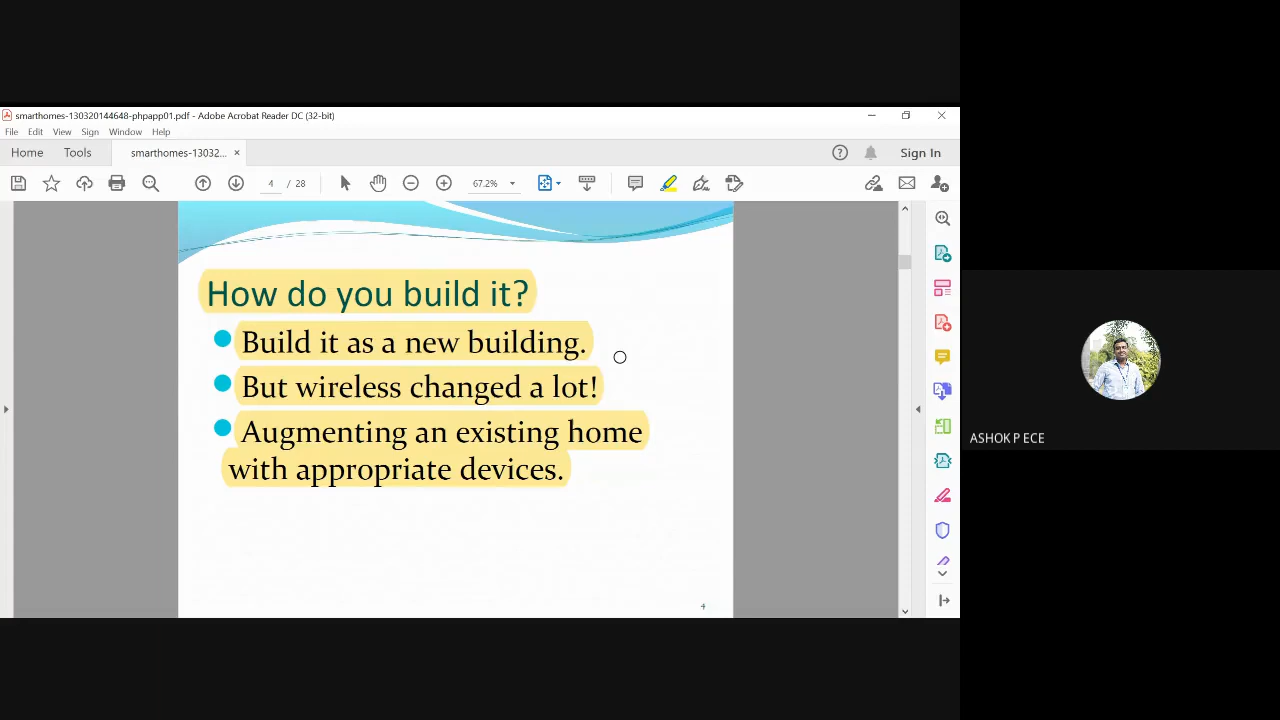 smarthomes-130320144648-phpapp01.pdf - Adobe Acrobat Reader DC (32-bit)
File Edit View Sign Window Help
Home Tools smarthomes-13032... × Sign In
4 / 28 67.2%
How do you build it?
Build it as a new building.
But wireless changed a lot!
Augmenting an existing home
with appropriate devices.
4
ASHOK P ECE